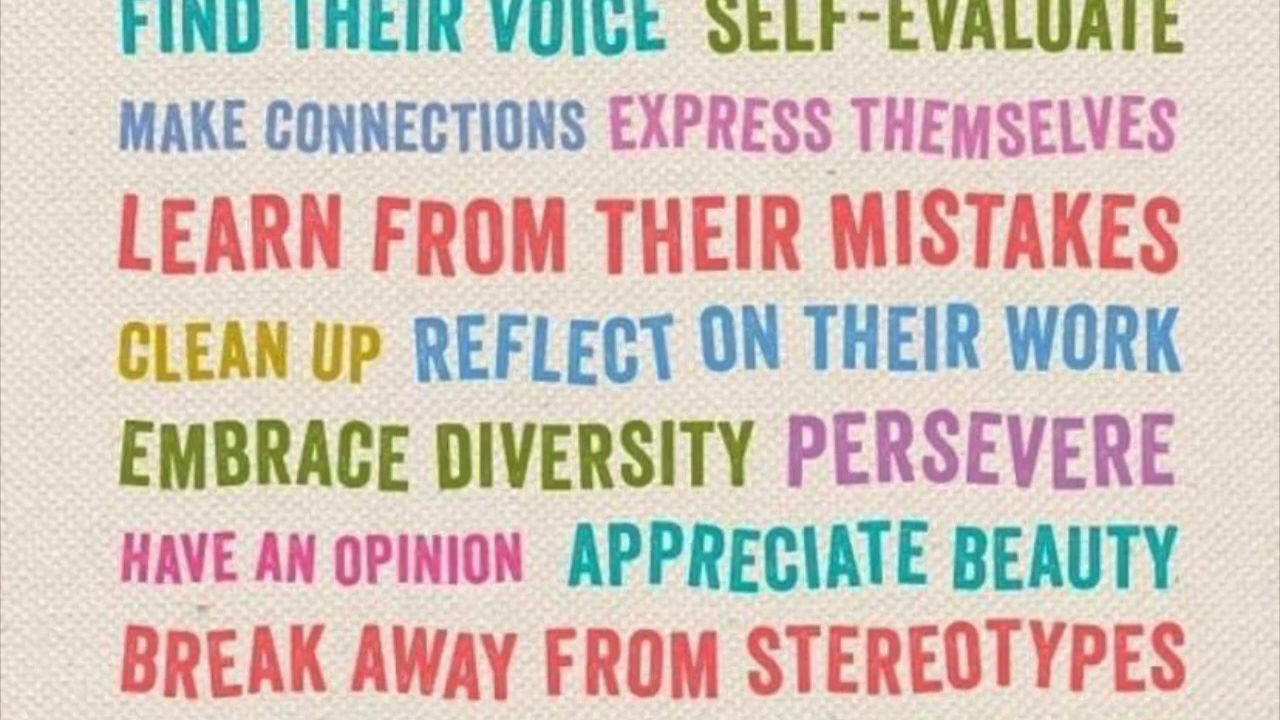 FIND THEIR VOICE SELF-EVALUATE
MAKE CONNECTIONS EXPRESS THEMSELVES
LEARN FROM THEIR MISTAKES
CLEAN UP REFLECT ON THEIR WORK
EMBRACE DIVERSITY PERSEVERE
HAVE AN OPINION APPRECIATE BEAUTY
BREAK AWAY FROM STEREOTYPES